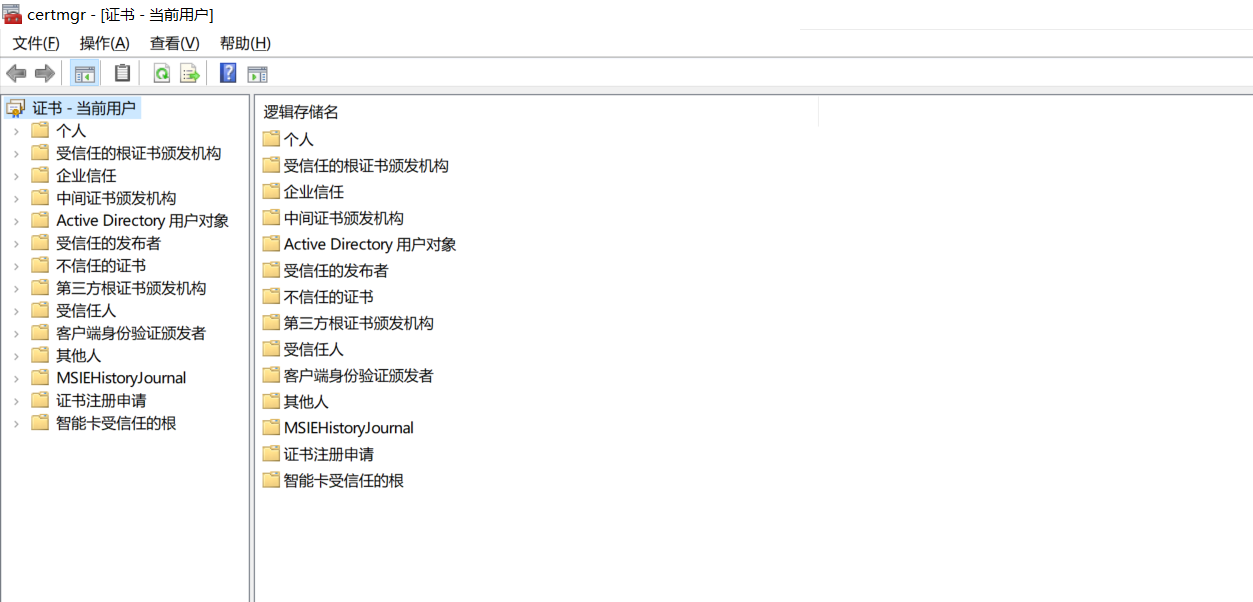 certmgr - [证书 - 当前用户]
文件(F) 操作(A) 查看(V) 帮助(H)
证书 - 当前用户
个人
受信任的根证书颁发机构
企业信任
中间证书颁发机构
Active Directory 用户对象
受信任的发布者
不信任的证书
第三方根证书颁发机构
受信任人
客户端身份验证颁发者
其他人
MSIEHistoryJournal
证书注册申请
智能卡受信任的根
逻辑存储名
个人
受信任的根证书颁发机构
企业信任
中间证书颁发机构
Active Directory 用户对象
受信任的发布者
不信任的证书
第三方根证书颁发机构
受信任人
客户端身份验证颁发者
其他人
MSIEHistoryJournal
证书注册申请
智能卡受信任的根